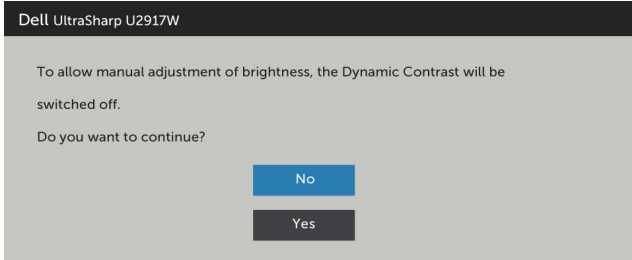 Dell UltraSharp U2917W
To allow manual adjustment of brightness, the Dynamic Contrast will be
switched off.
Do you want to continue?
No
Yes